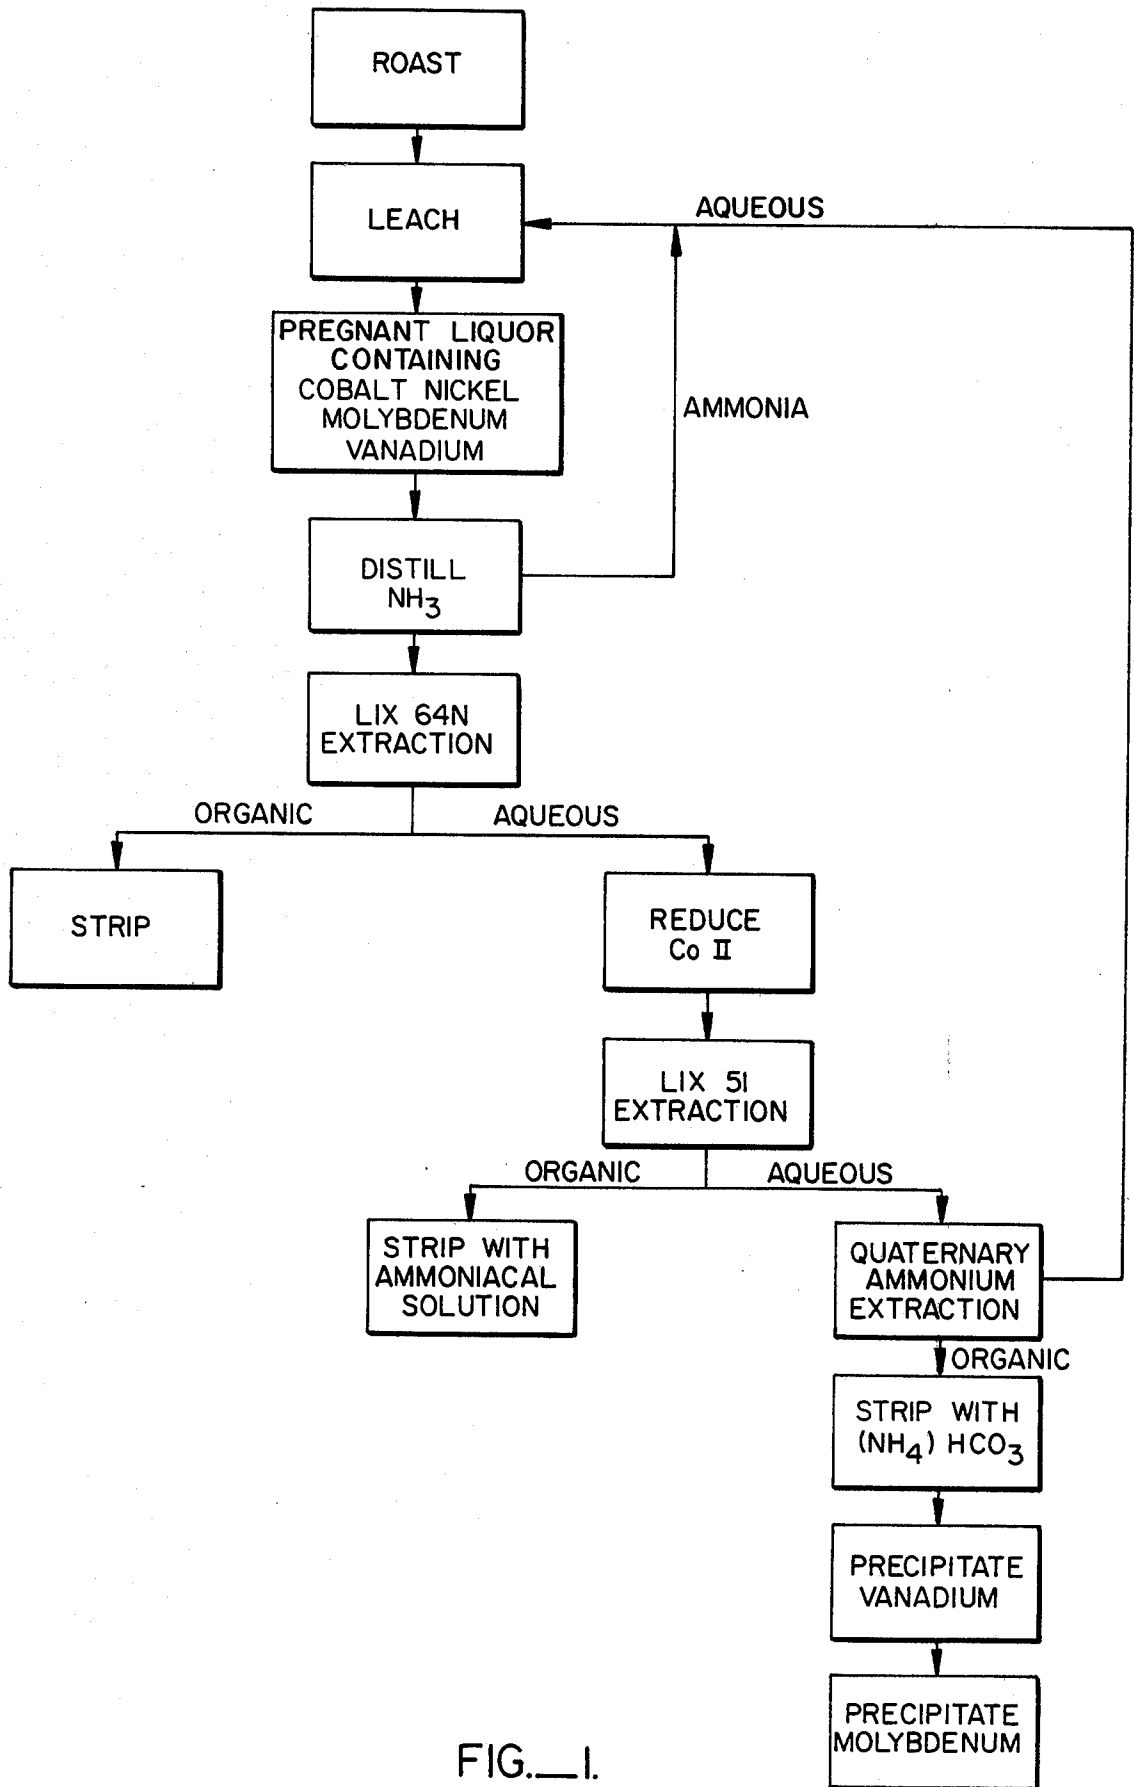 ROAST
LEACH
AQUEOUS
PREGNANT LIQUOR
CONTAINING
COBALT NICKEL
MOLYBDENUM
VANADIUM
AMMONIA
DISTILL
NH3
LIX 64N
EXTRACTION
ORGANIC
AQUEOUS
STRIP
REDUCE
Co II
LIX 51
EXTRACTION
ORGANIC
AQUEOUS
STRIP WITH
AMMONIACAL
SOLUTION
QUATERNARY
AMMONIUM
EXTRACTION
ORGANIC
STRIP WITH
(NH4) HCO3
PRECIPITATE
VANADIUM
PRECIPITATE
MOLYBDENUM
FIG.__1.